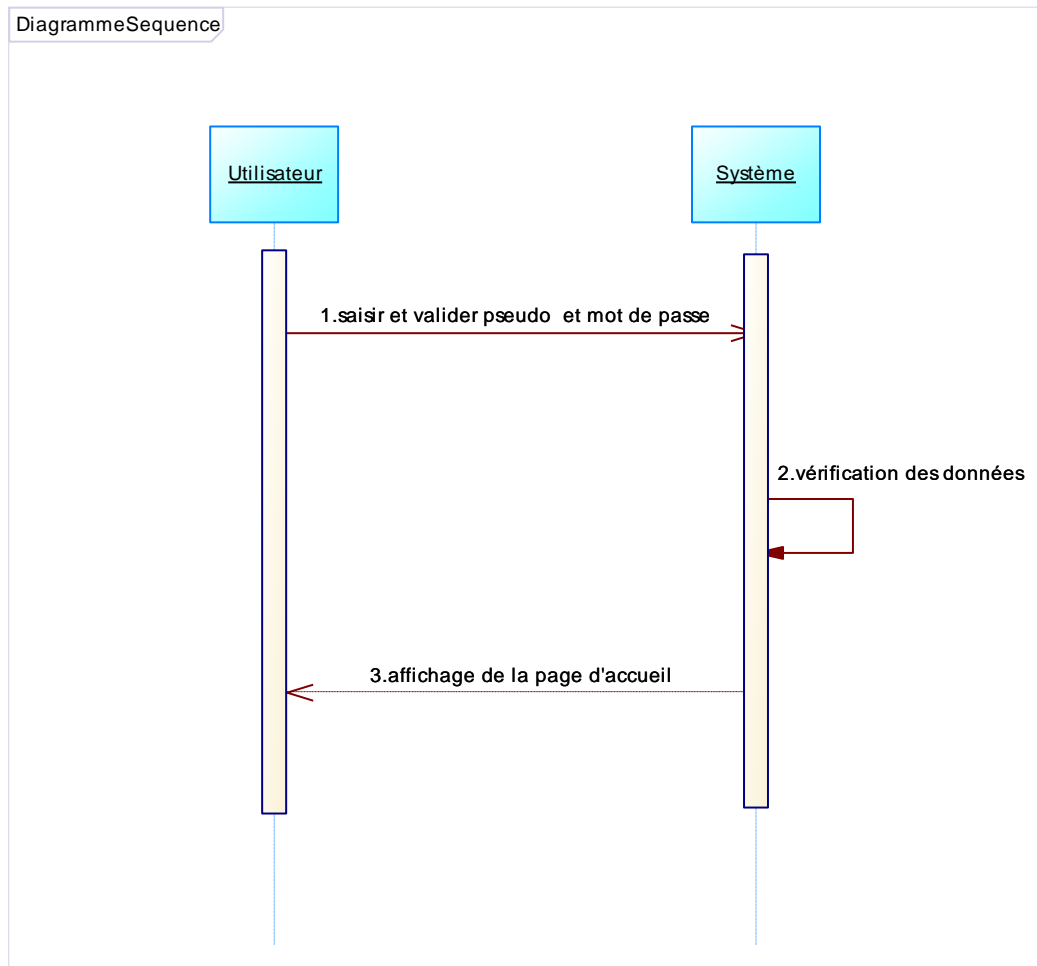 DiagrammeSequence
Utilisateur
Système
1.saisir et valider pseudo et mot de passe
2.vérification des données
3.affichage de la page d'accueil